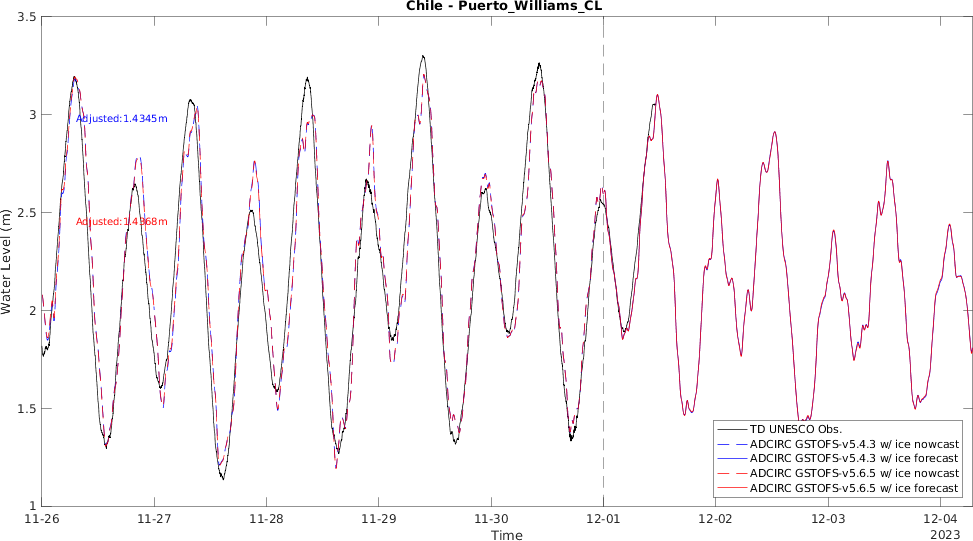 Chile - Puerto_Williams_CL
3.5
3
2.5
2
1.5
1
Water Level (m)
Adjusted:1.4345m
Adjusted:1.4368m
TD UNESCO Obs.
ADCIRC GSTOFS-v5.4.3 w/ ice nowcast
ADCIRC GSTOFS-v5.4.3 w/ ice forecast
ADCIRC GSTOFS-v5.6.5 w/ ice nowcast
ADCIRC GSTOFS-v5.6.5 w/ ice forecast
11-26 11-27 11-28 11-29 11-30 12-01 12-02 12-03 12-04
Time
2023